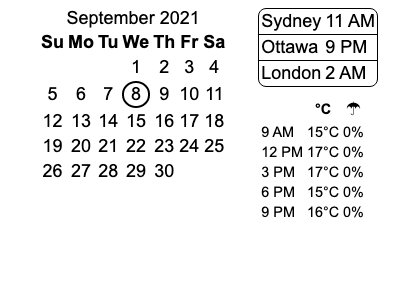 September 2021
Su Mo Tu We Th Fr Sa
1 2 3 4
5 6 7 8 9 10 11
12 13 14 15 16 17 18
19 20 21 22 23 24 25
26 27 28 29 30
Sydney 11 AM
Ottawa 9 PM
London 2 AM
°C ☂
9 AM 15°C 0%
12 PM 17°C 0%
3 PM 17°C 0%
6 PM 15°C 0%
9 PM 16°C 0%